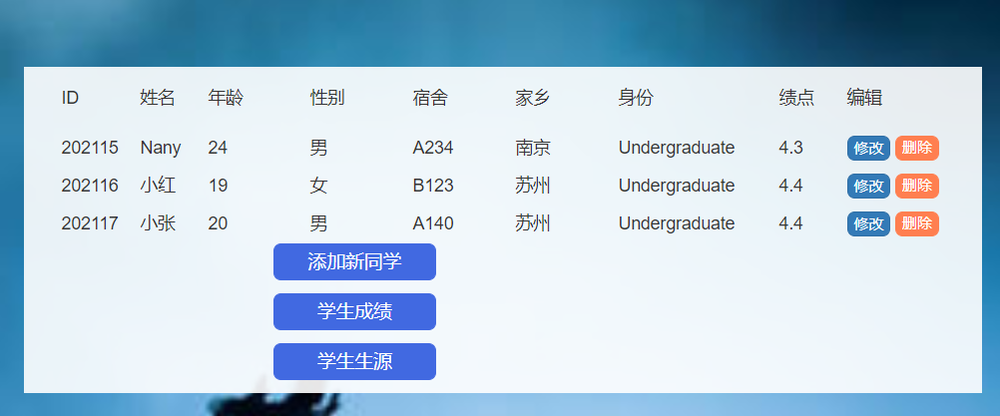 ID 姓名 年龄 性别 宿舍 家乡 身份 绩点 编辑
202115 Nany 24 男 A234 南京 Undergraduate 4.3 修改 删除
202116 小红 19 女 B123 苏州 Undergraduate 4.4 修改 删除
202117 小张 20 男 A140 苏州 Undergraduate 4.4 修改 删除
添加新同学
学生成绩
学生生源